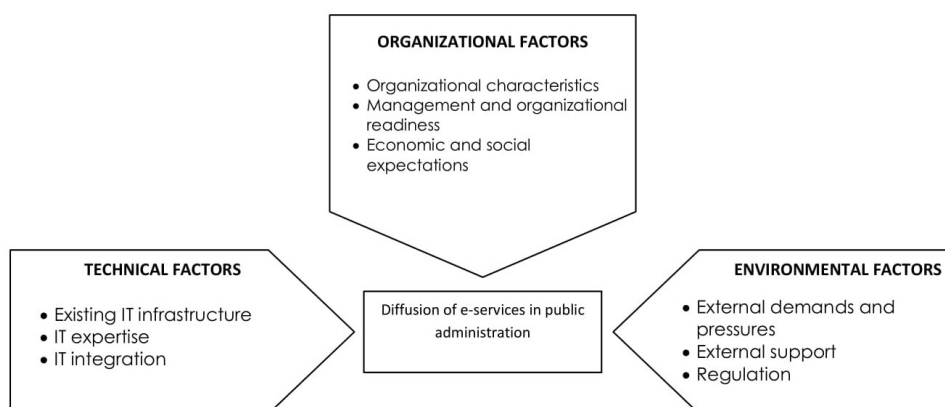 ORGANIZATIONAL FACTORS
• Organizational characteristics
• Management and organizational
readiness
• Economic and social
expectations
TECHNICAL FACTORS
• Existing IT infrastructure
• IT expertise
• IT integration
Diffusion of e-services in public
administration
ENVIRONMENTAL FACTORS
• External demands and
pressures
• External support
• Regulation